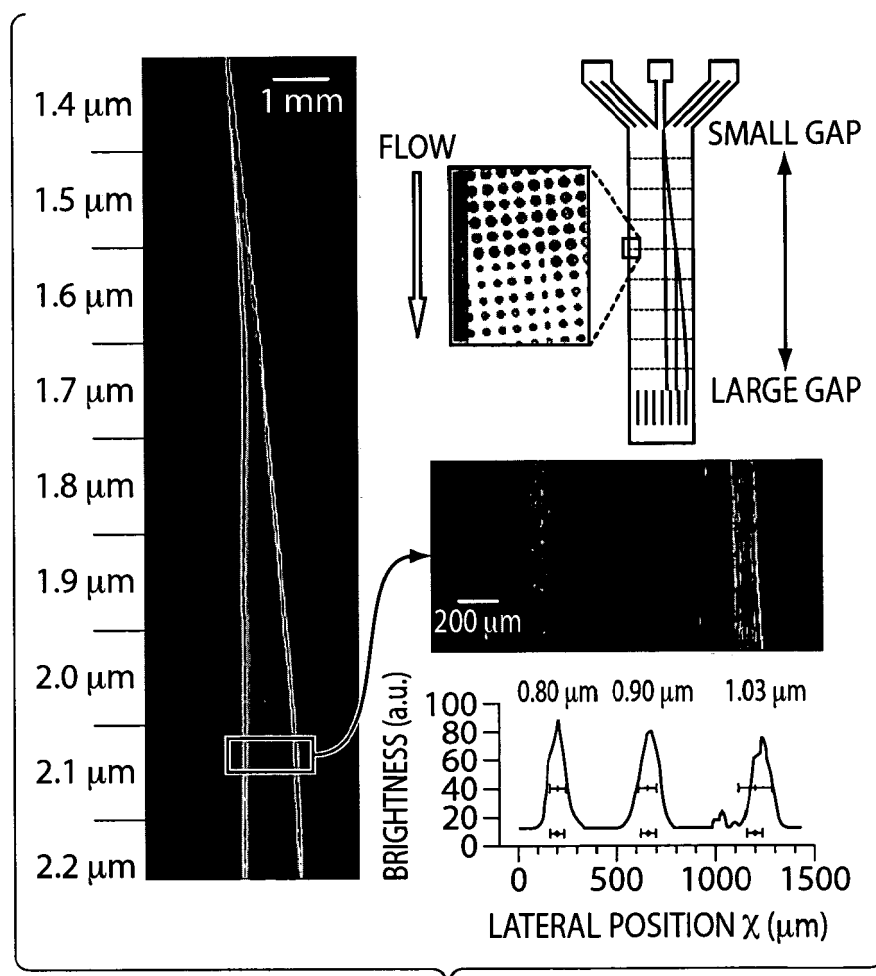 1.4 μm
1.5 μm
1.6 μm
1.7 μm
1.8 μm
1.9 μm
2.0 μm
2.1 μm
2.2 μm
1 mm
FLOW
SMALL GAP
LARGE GAP
200 μm
0.80 μm 0.90 μm 1.03 μm
BRIGHTNESS (a.u.)
100
80
60
40
20
0
0 500 1000 1500
LATERAL POSITION χ (μm)